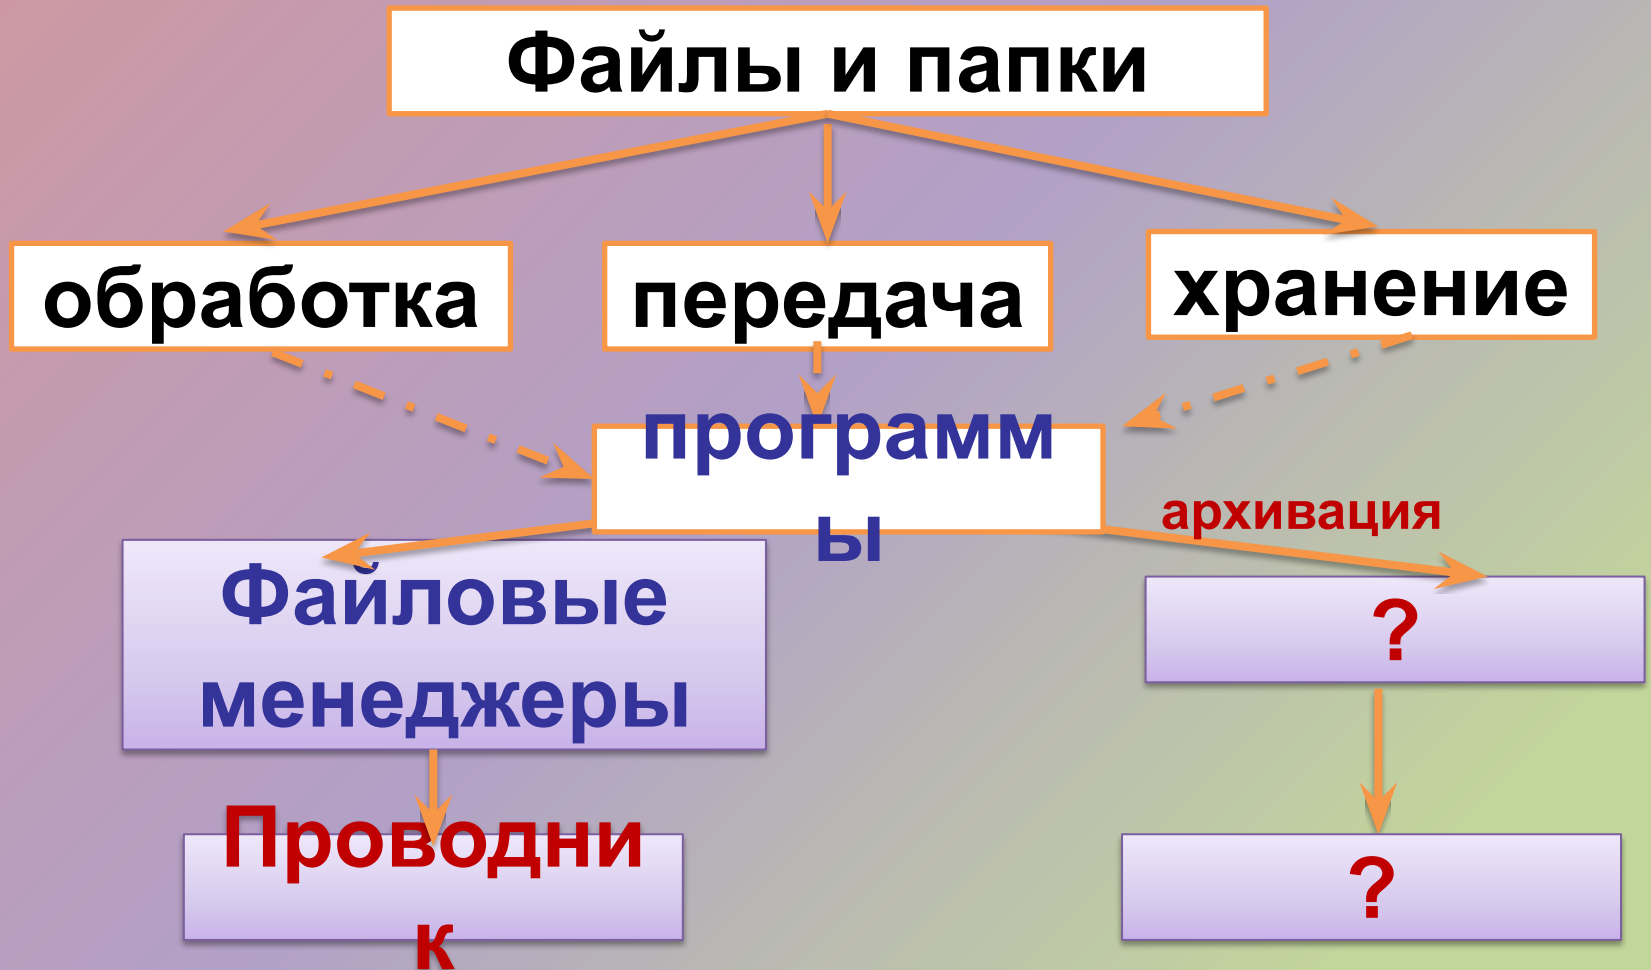 Файлы и папки
обработка
передача
хранение
программ
ы
архивация
Файловые
менеджеры
?
Проводни
к
?